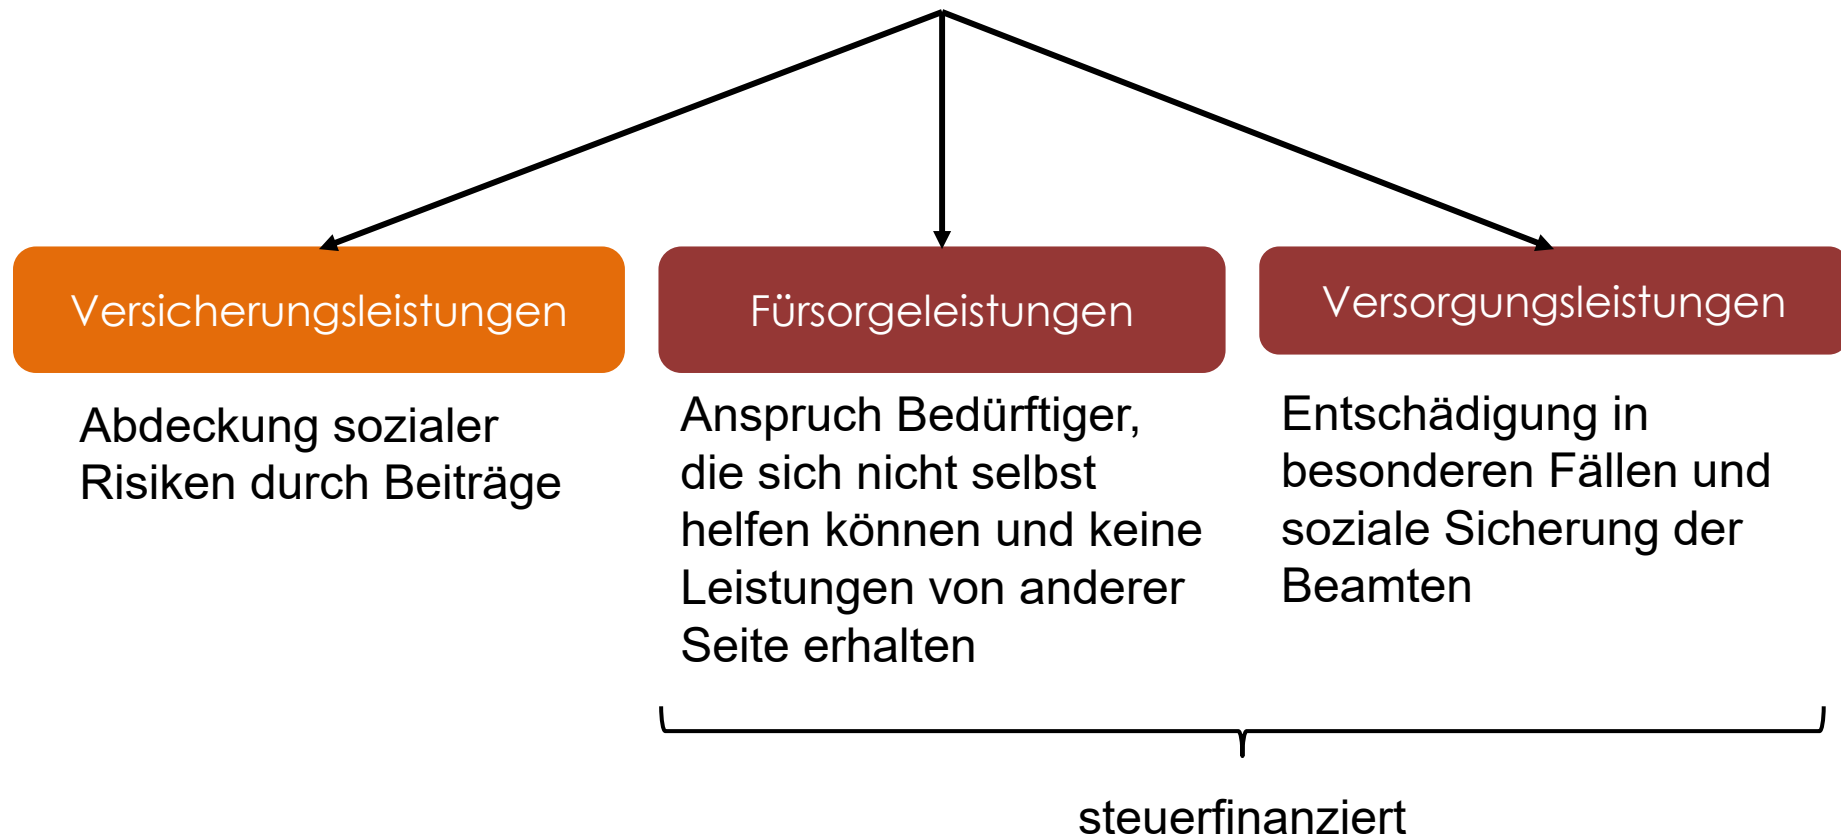 Versicherungsleistungen
Fürsorgeleistungen
Versorgungsleistungen
Abdeckung sozialer
Risiken durch Beiträge
Anspruch Bedürftiger,
die sich nicht selbst
helfen können und keine
Leistungen von anderer
Seite erhalten
Entschädigung in
besonderen Fällen und
soziale Sicherung der
Beamten
steuerfinanziert